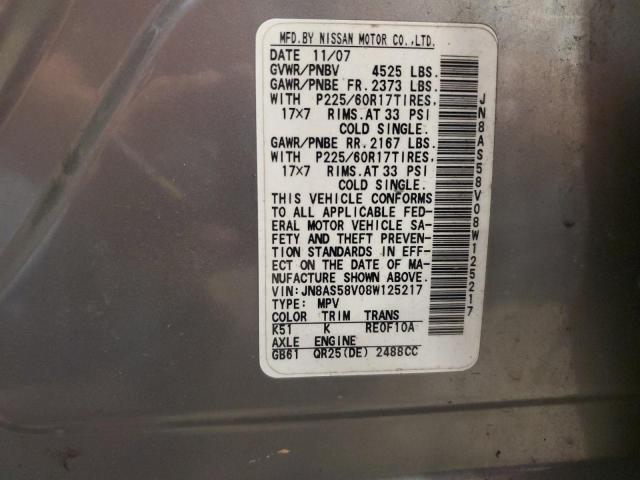 MFD.BY NISSAN MOTOR CO.,LTD.
DATE 11/07
GVWR/PNBV 4525 LBS.
GAWR/PNBE FR. 2373 LBS.
WITH P225/60R17TIRES,
17x7 RIMS.AT 33 PSI
COLD SINGLE.
GAWR/PNBE RR. 2167 LBS.
WITH P225/60R17TIRES,
17x7 RIMS.AT 33 PSI
COLD SINGLE.
THIS VEHICLE CONFORMS
TO ALL APPLICABLE FED-
ERAL MOTOR VEHICLE SA-
FETY AND THEFT PREVEN-
TION STANDARDS IN EFF-
ECT ON THE DATE OF MA-
NUFACTURE SHOWN ABOVE.
VIN:JN8AS58V08W125217
TYPE: MPV
COLOR TRIM TRANS
K51 K RE0F10A
AXLE ENGINE
GB61 QR25(DE) 2488CC
JN8AS58V08W125217